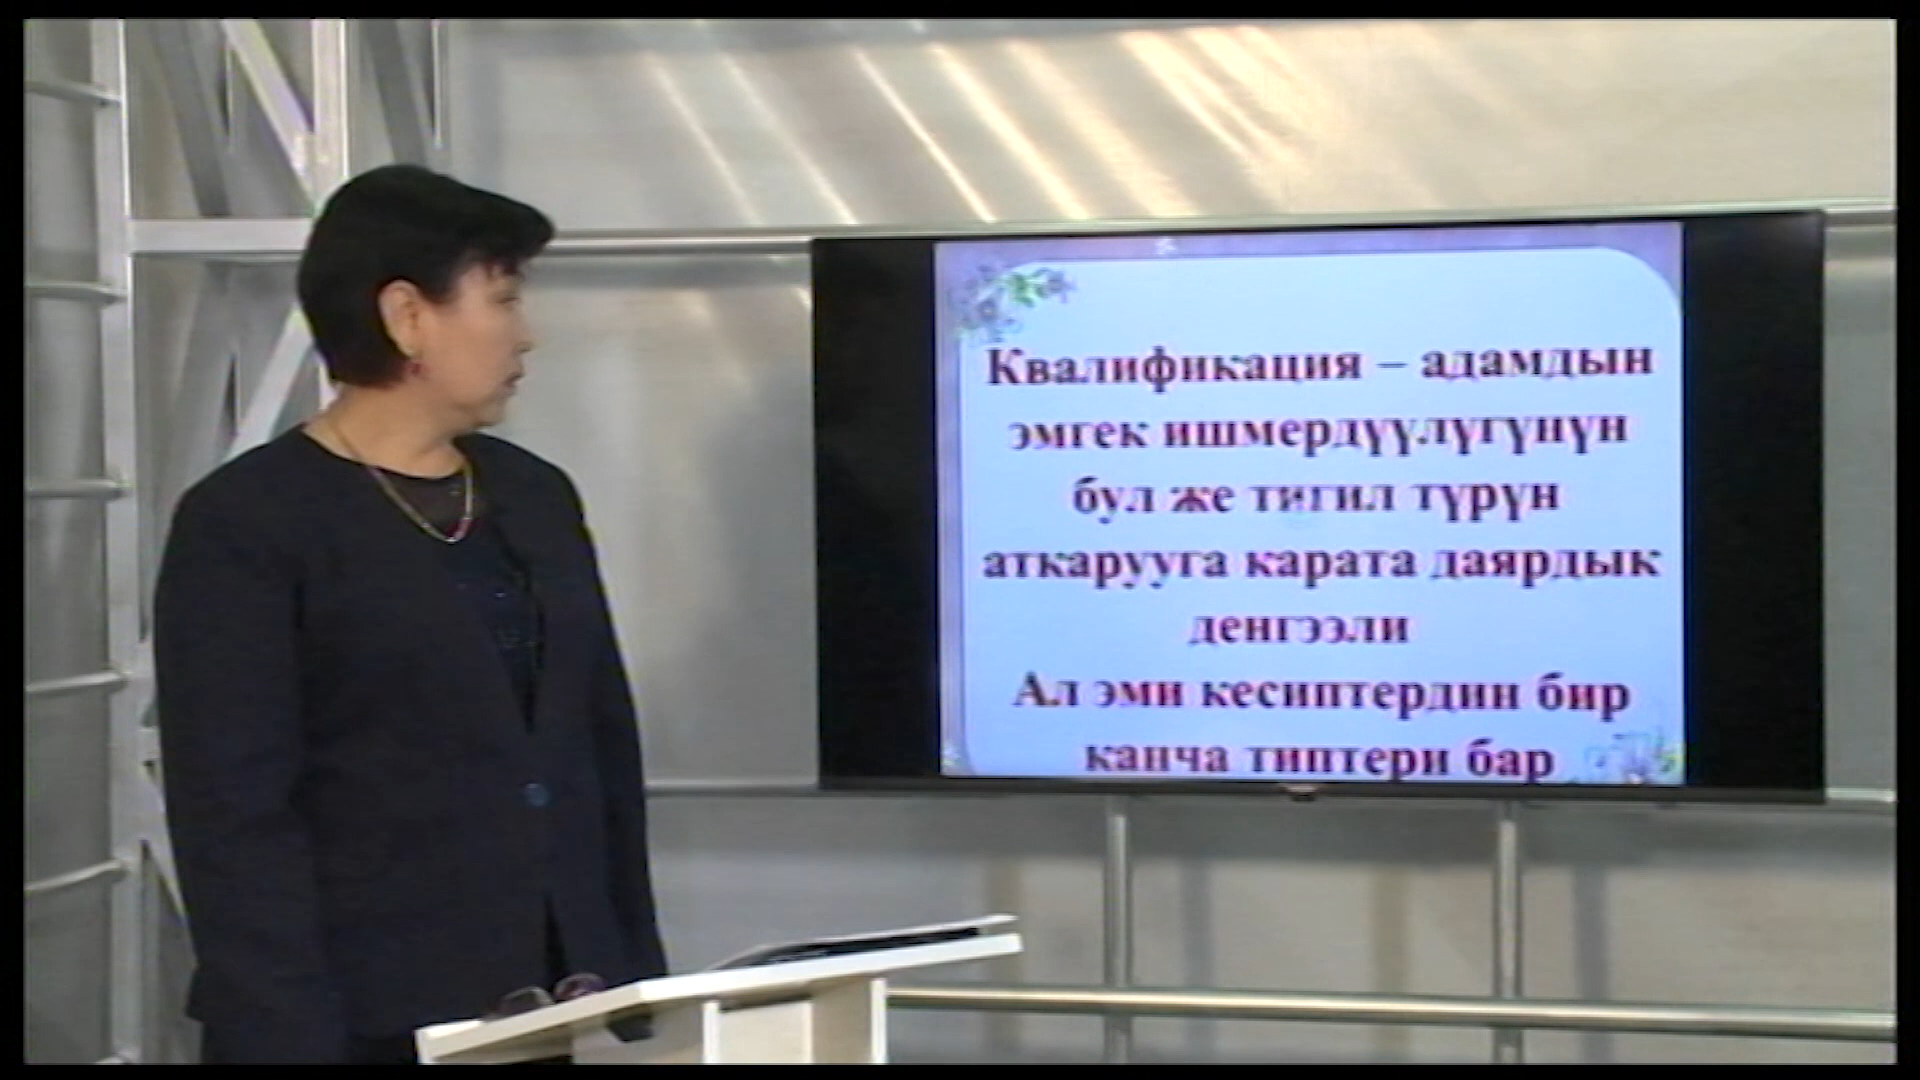 Квалификация – адамдын
эмгек ишмердүүлүгүнүн
бул же тигил түрүн
аткарууга карата даярдык
денгээли
Ал эми кесиптердин бир
канча типтери бар